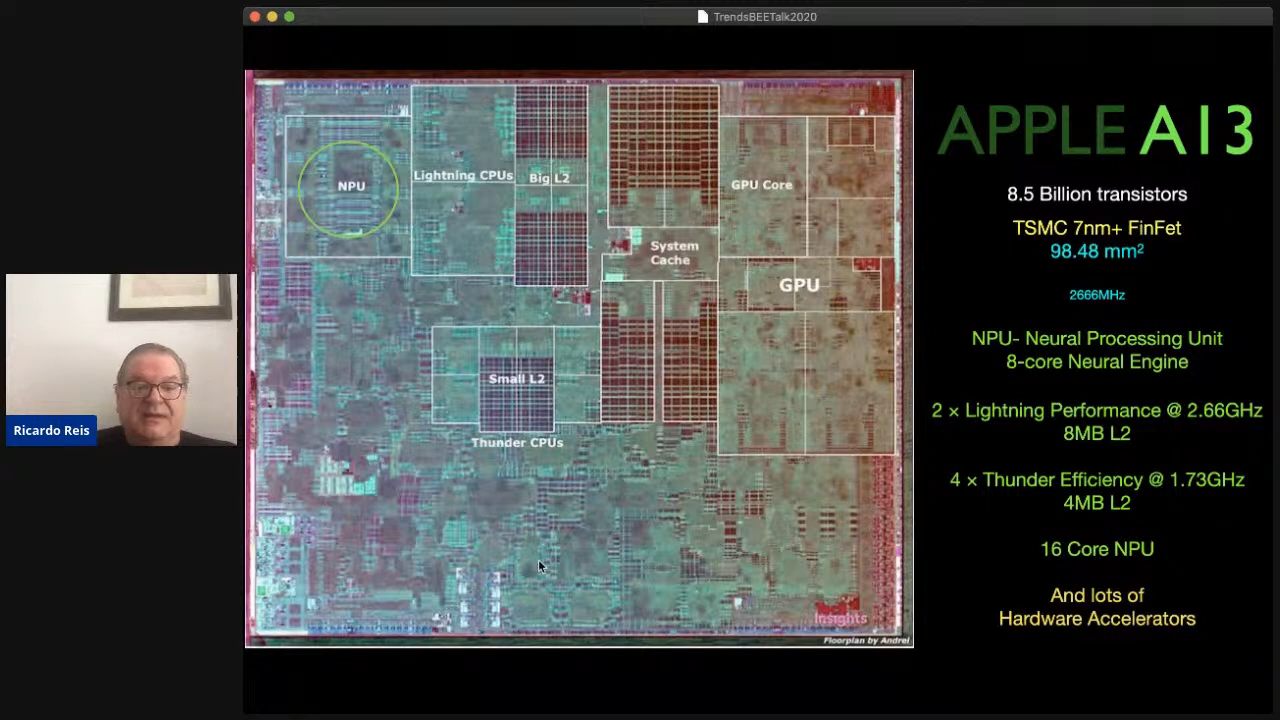 TrendsBEETalk2020
APPLE A13
8.5 Billion transistors
TSMC 7nm+ FinFet
98.48 mm²
2666MHz
NPU- Neural Processing Unit
8-core Neural Engine
2 × Lightning Performance @ 2.66GHz
8MB L2
4 × Thunder Efficiency @ 1.73GHz
4MB L2
16 Core NPU
And lots of
Hardware Accelerators
NPU
Lightning CPUs
Big L2
GPU Core
System
Cache
GPU
Small L2
Thunder CPUs
Tech
Insights
Floorplan by Andrei
Ricardo Reis